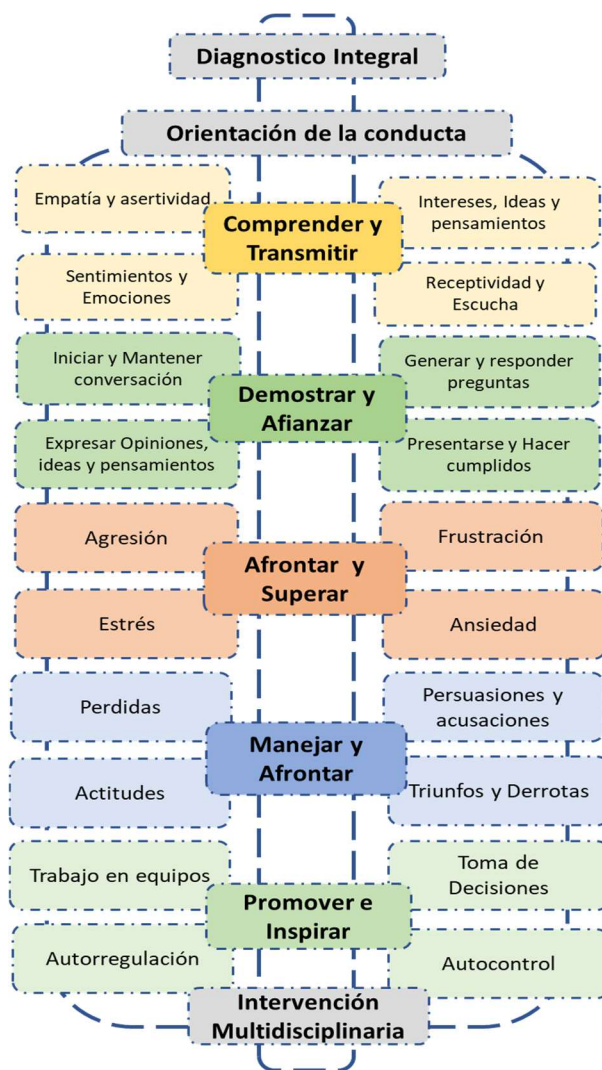 Diagnostico Integral
Orientación de la conducta
Empatía y asertividad
Intereses, Ideas y
pensamientos
Comprender y
Transmitir
Sentimientos y
Emociones
Receptividad y
Escucha
Iniciar y Mantener
conversación
Generar y responder
preguntas
Demostrar y
Afianzar
Expresar Opiniones,
ideas y pensamientos
Presentarse y Hacer
cumplidos
Agresión
Frustración
Afrontar y
Superar
Estrés
Ansiedad
Perdidas
Persuasiones y
acusaciones
Manejar y
Afrontar
Actitudes
Triunfos y Derrotas
Trabajo en equipos
Toma de
Decisiones
Promover e
Inspirar
Autorregulación
Autocontrol
Intervención
Multidisciplinaria